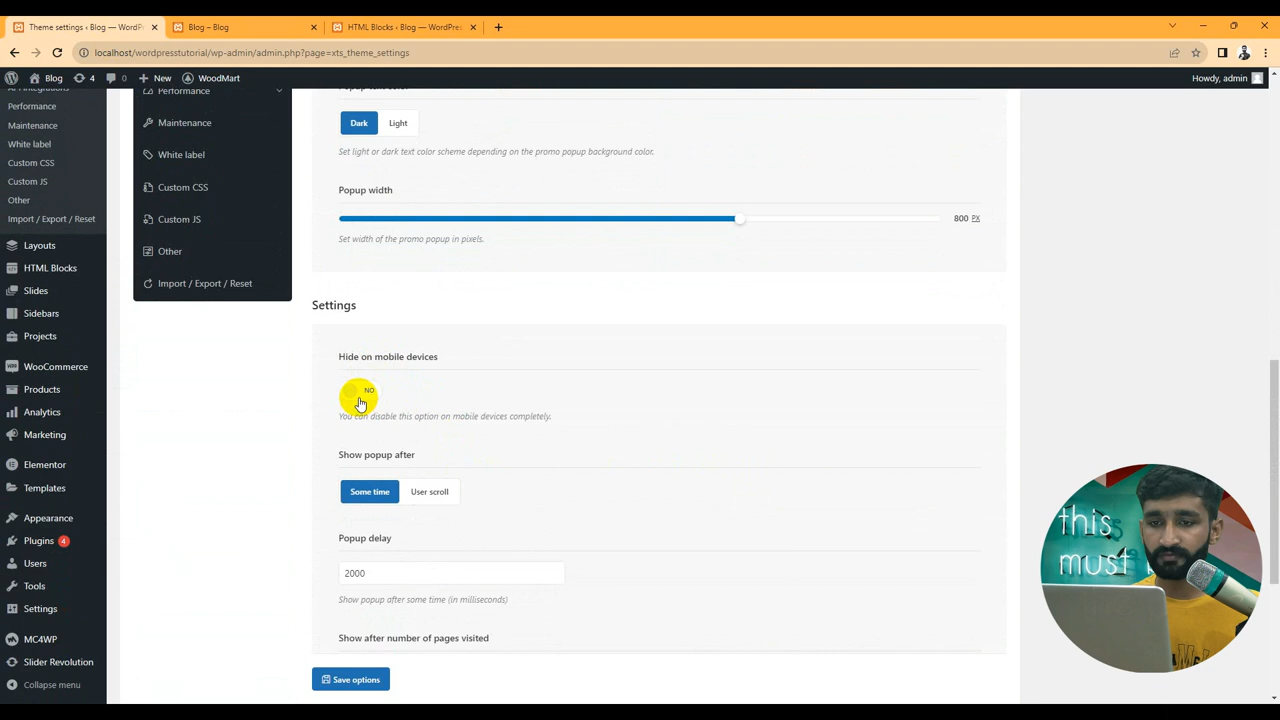 Theme settings ‹ Blog — WordPr
Blog – Blog
HTML Blocks ‹ Blog — WordPres
localhost/wordpresstutorial/wp-admin/admin.php?page=xts_theme_settings
Blog
4
0
New
WoodMart
Howdy, admin
API integrations
Performance
Maintenance
White label
Custom CSS
Custom JS
Other
Import / Export / Reset
Layouts
HTML Blocks
Slides
Sidebars
Projects
WooCommerce
Products
Analytics
Marketing
Elementor
Templates
Appearance
Plugins 4
Users
Tools
Settings
MC4WP
Slider Revolution
Collapse menu
Performance
Maintenance
White label
Custom CSS
Custom JS
Other
Import / Export / Reset
Popup text color
Dark
Light
Set light or dark text color scheme depending on the promo popup background color.
Popup width
800 PX
Set width of the promo popup in pixels.
Settings
Hide on mobile devices
NO
You can disable this option on mobile devices completely.
Show popup after
Some time
User scroll
Popup delay
2000
Show popup after some time (in milliseconds)
Show after number of pages visited
Save options
this
must